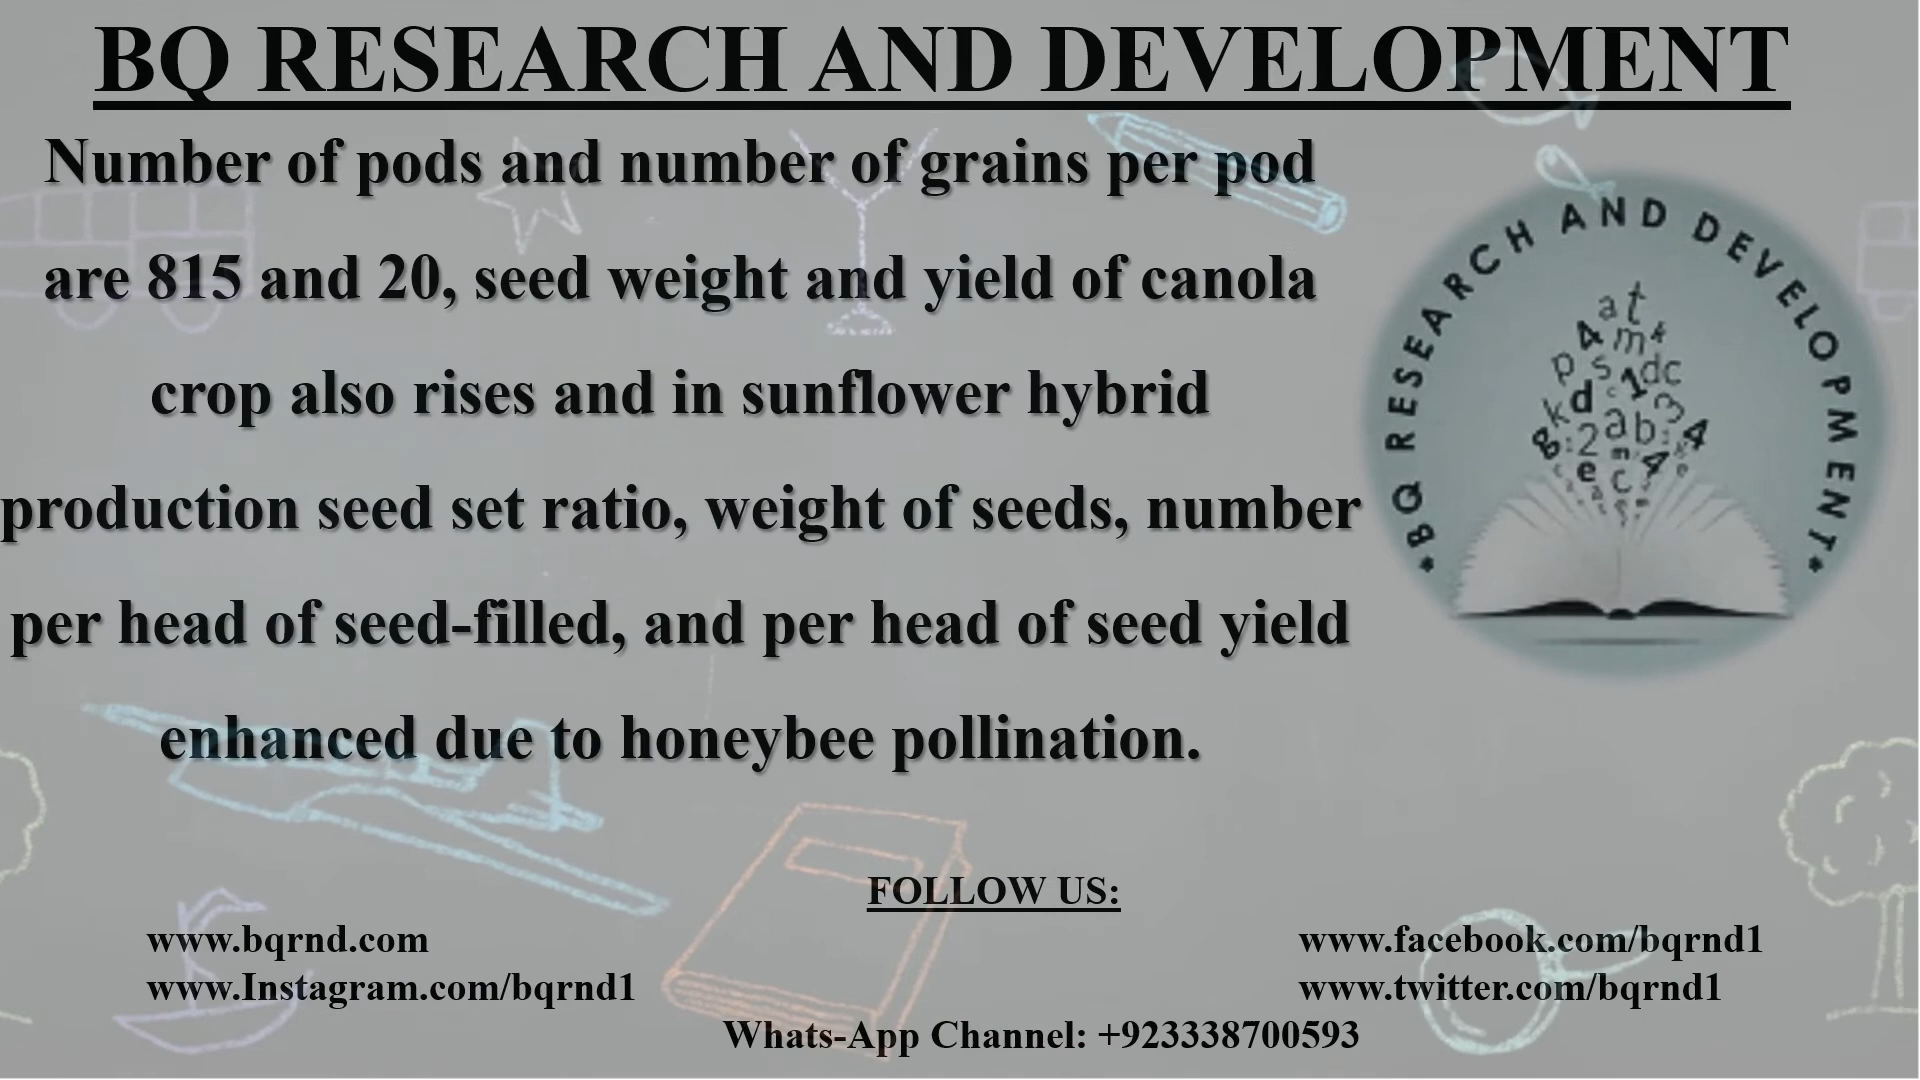 BQ RESEARCH AND DEVELOPMENT
Number of pods and number of grains per pod
are 815 and 20, seed weight and yield of canola
crop also rises and in sunflower hybrid
production seed set ratio, weight of seeds, number
per head of seed-filled, and per head of seed yield
enhanced due to honeybee pollination.
BQ RESEARCH AND DEVELOPMENT
FOLLOW US:
www.bqrnd.com
www.facebook.com/bqrnd1
www.Instagram.com/bqrnd1
www.twitter.com/bqrnd1
Whats-App Channel: +923338700593